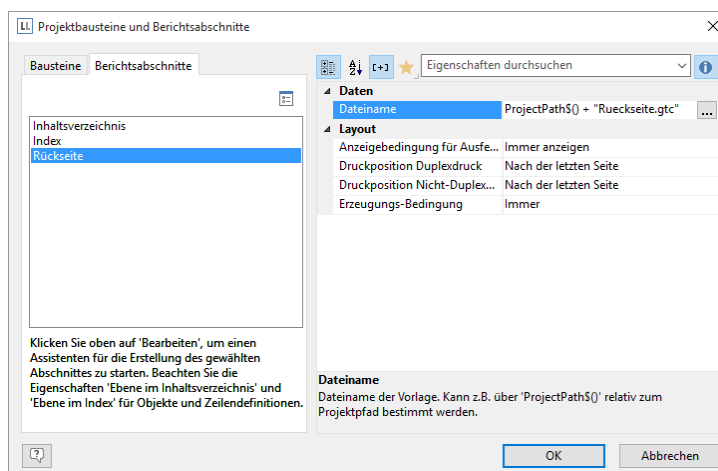 LL Projektbausteine und Berichtsabschnitte
Bausteine Berichtsabschnitte
Inhaltsverzeichnis
Index
Rückseite
Klicken Sie oben auf 'Bearbeiten', um einen
Assistenten für die Erstellung des gewählten
Abschnittes zu starten. Beachten Sie die
Eigenschaften 'Ebene im Inhaltsverzeichnis' und
'Ebene im Index' für Objekte und Zeilendefinitionen.
Eigenschaften durchsuchen
Daten
Dateiname ProjectPath$() + "Rueckseite.gtc" ...
Layout
Anzeigebedingung für Ausfe... Immer anzeigen
Druckposition Duplexdruck Nach der letzten Seite
Druckposition Nicht-Duplex... Nach der letzten Seite
Erzeugungs-Bedingung Immer
Dateiname
Dateiname der Vorlage. Kann z.B. über 'ProjectPath$()' relativ zum
Projektpfad bestimmt werden.
OK Abbrechen